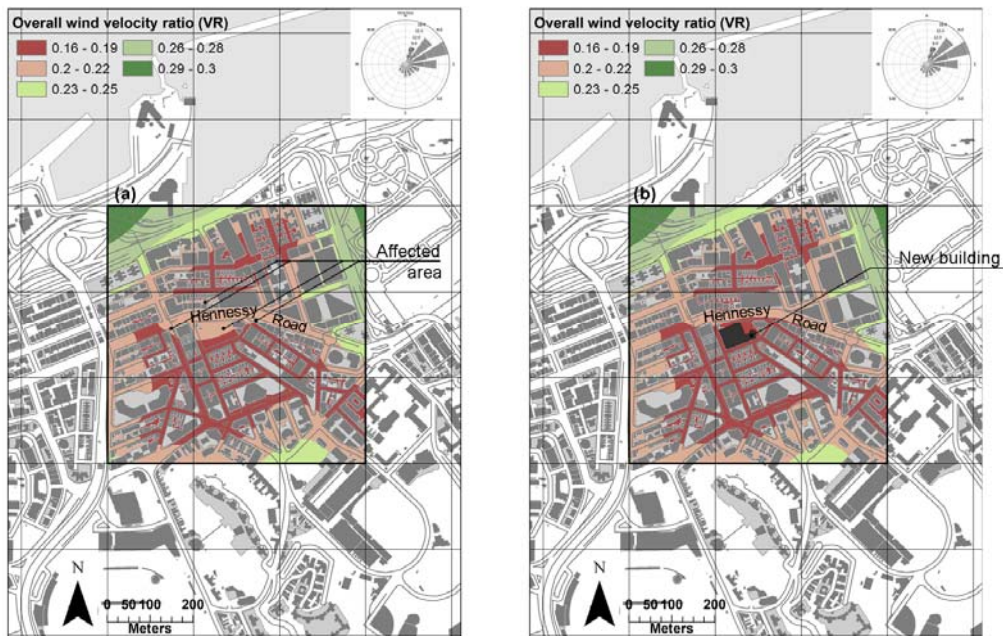 Overall wind velocity ratio (VR)
0.16 - 0.19
0.26 - 0.28
0.2 - 0.22
0.29 - 0.3
0.23 - 0.25
(a)
Affected
area
Hennessy
Road
N
0 50 100 200
Meters
Overall wind velocity ratio (VR)
0.16 - 0.19
0.26 - 0.28
0.2 - 0.22
0.29 - 0.3
0.23 - 0.25
(b)
New building
Hennessy
Road
N
0 50 100 200
Meters